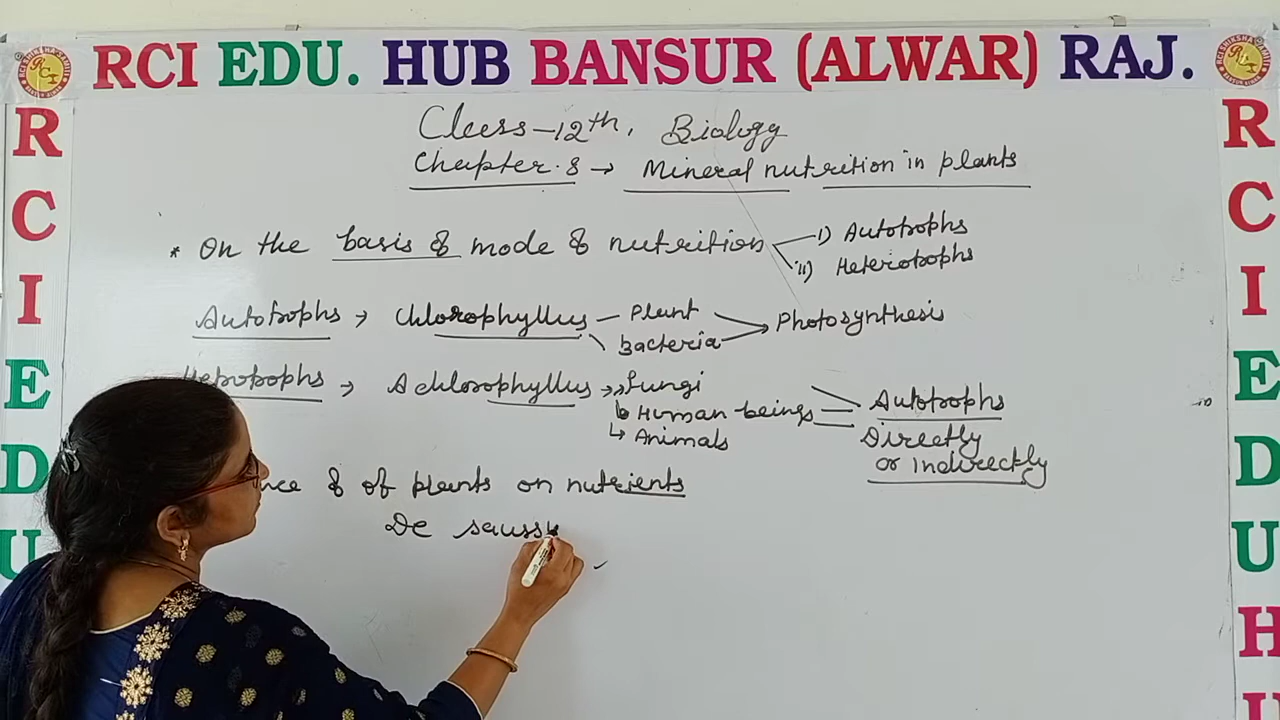 RCI EDU. HUB BANSUR (ALWAR) RAJ.
Class-12th, Biology
Chapter.8 → Mineral nutrition in plants
* On the basis of mode of nutrition
i) Autotrophs
ii) Heterotrophs
Autotrophs → Chlorophyllus
Plant
Bacteria
Photosynthesis
Hetrotrophs → Achlorophyllus →
Fungi
Human beings
Animals
Autotrophs
Directly
or Indirectly
of of plants on nutrients
De saussu
R
C
I
E
D
U
R
C
I
E
D
U
H